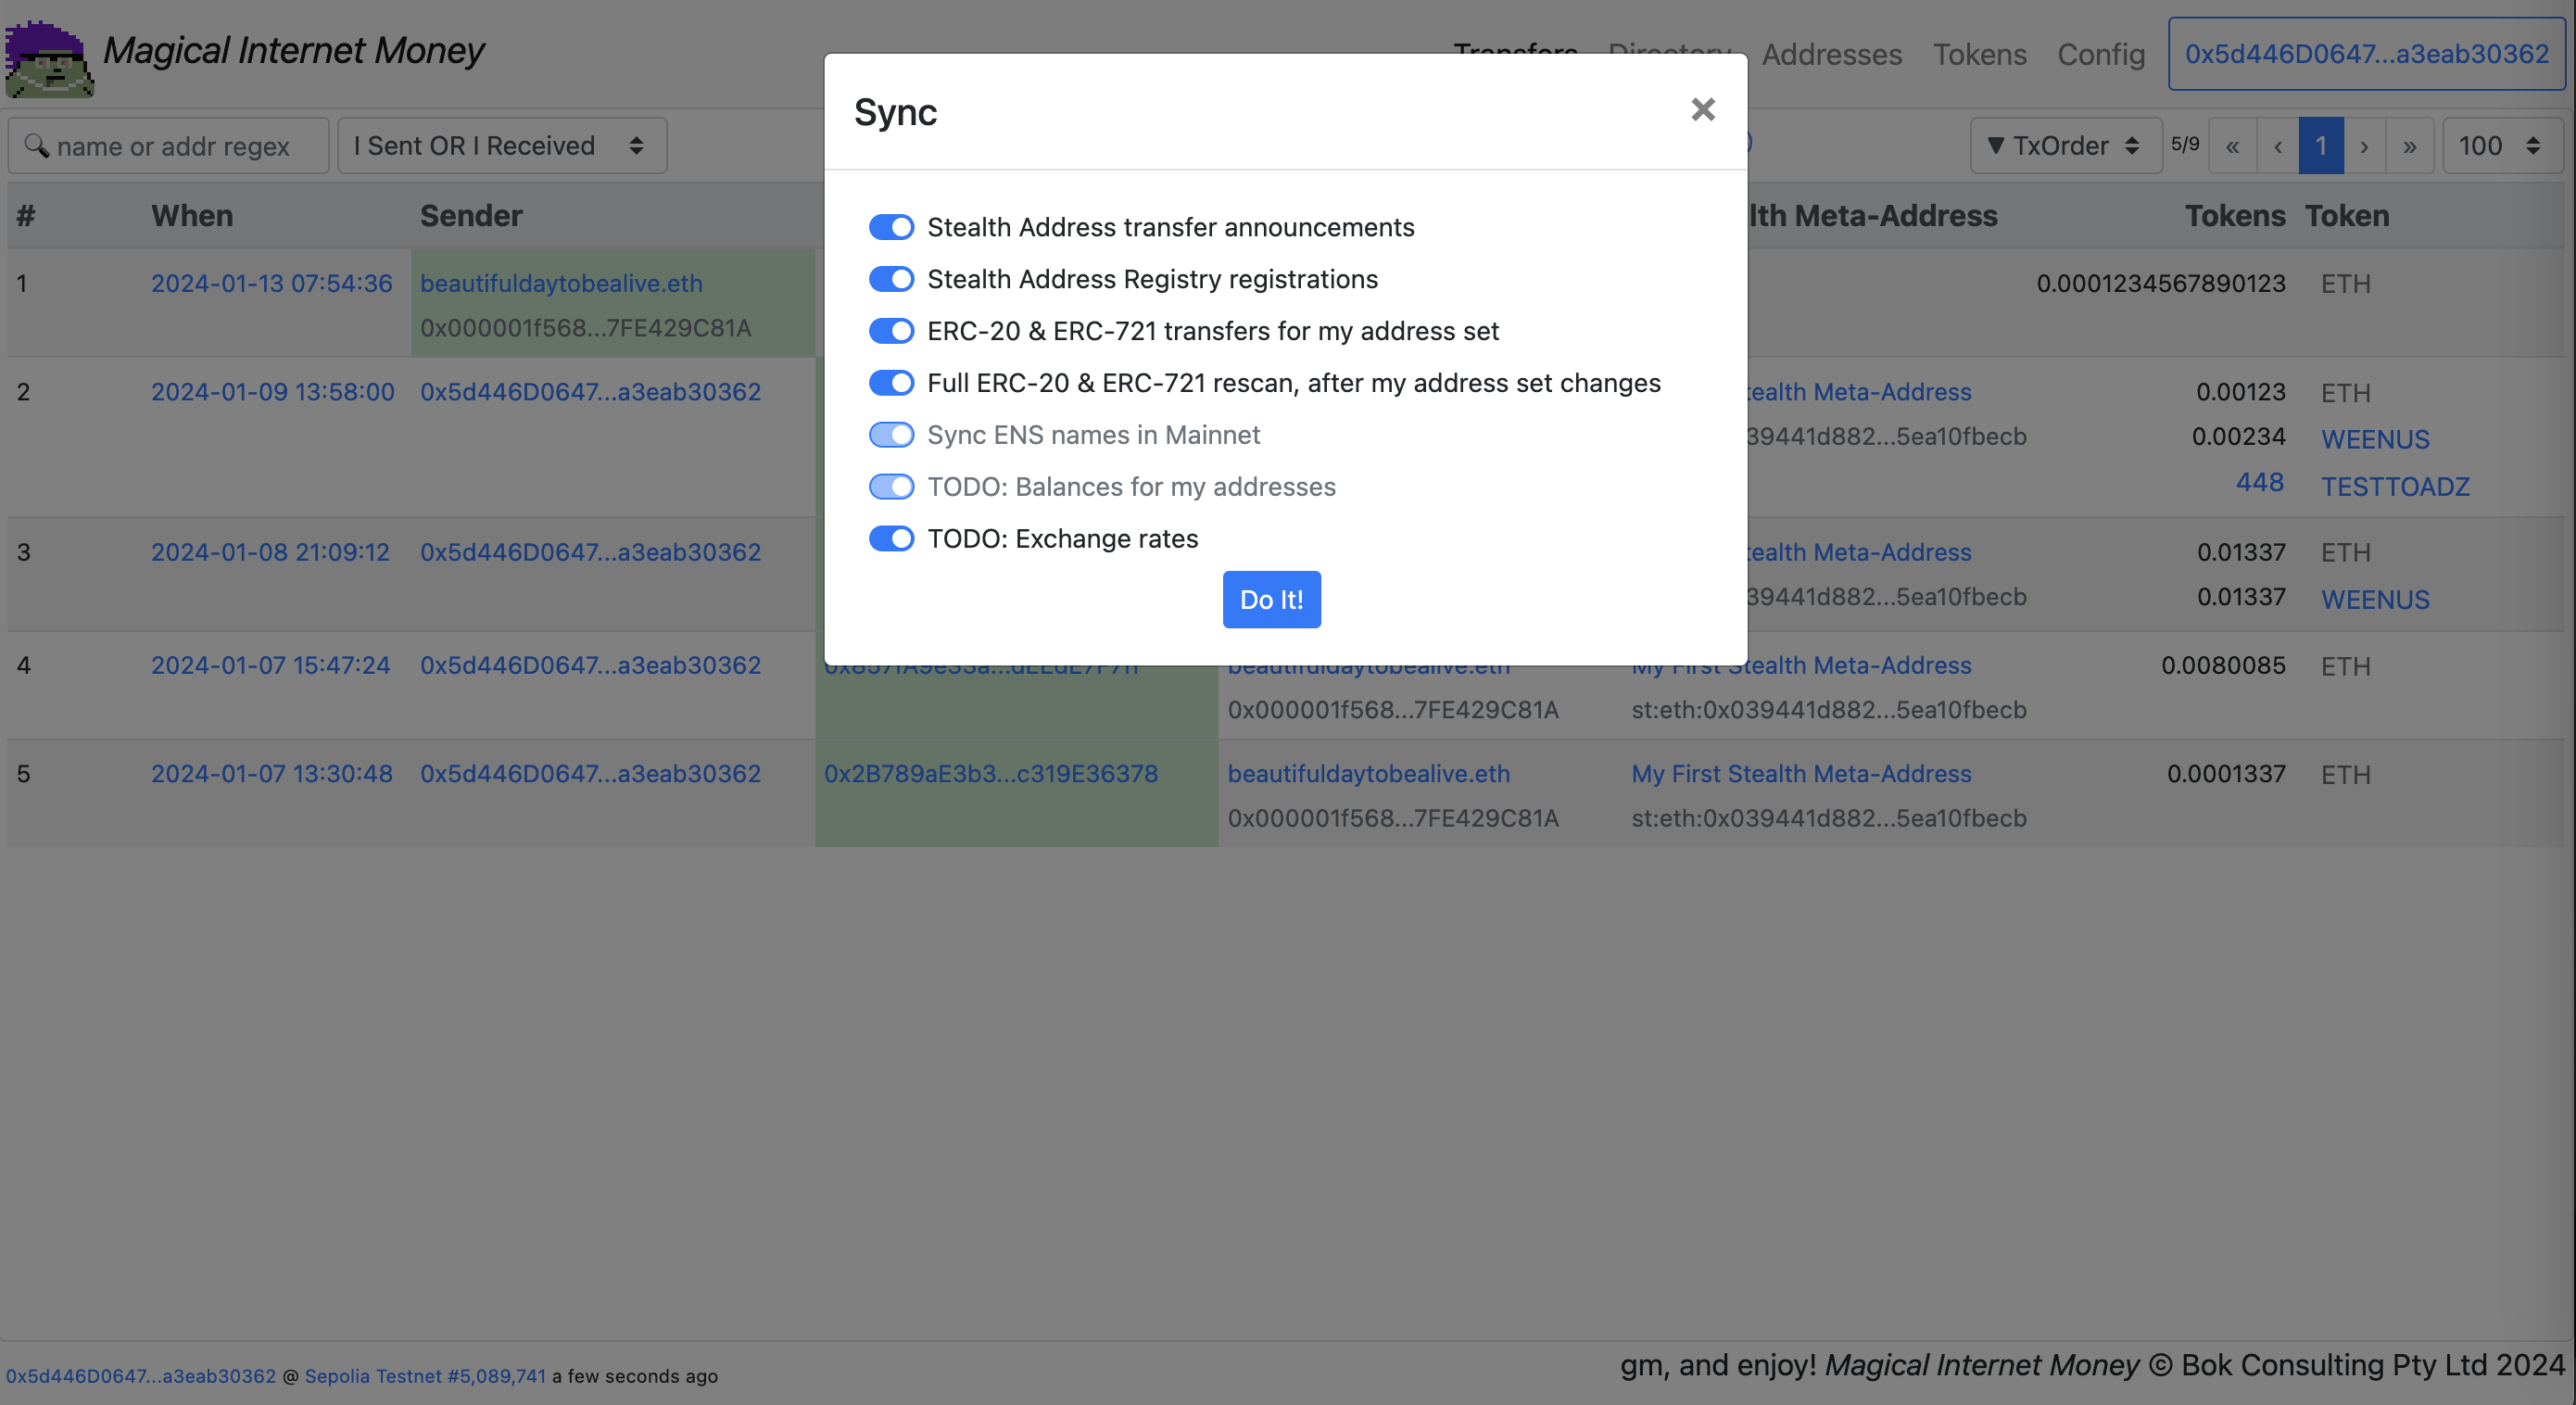 Magical Internet Money
Transfers Directory Addresses Tokens Config 0x5d446D0647...a3eab30362
Sync ×
name or addr regex I Sent OR I Received ▼ TxOrder 5/9 « ‹ 1 › » 100
# When Sender lth Meta-Address Tokens Token
Stealth Address transfer announcements
Stealth Address Registry registrations
ERC-20 & ERC-721 transfers for my address set
Full ERC-20 & ERC-721 rescan, after my address set changes
Sync ENS names in Mainnet
TODO: Balances for my addresses
TODO: Exchange rates
Do It!
1 2024-01-13 07:54:36 beautifuldaytobealive.eth 0.0001234567890123 ETH
0x000001f568...7FE429C81A
2 2024-01-09 13:58:00 0x5d446D0647...a3eab30362 tealth Meta-Address 0.00123 ETH
39441d882...5ea10fbecb 0.00234 WEENUS
448 TESTTOADZ
3 2024-01-08 21:09:12 0x5d446D0647...a3eab30362 tealth Meta-Address 0.01337 ETH
39441d882...5ea10fbecb 0.01337 WEENUS
4 2024-01-07 15:47:24 0x5d446D0647...a3eab30362 beautifuldaytobealive.eth My First Stealth Meta-Address 0.0080085 ETH
0x000001f568...7FE429C81A st:eth:0x039441d882...5ea10fbecb
5 2024-01-07 13:30:48 0x5d446D0647...a3eab30362 0x2B789aE3b3...c319E36378 beautifuldaytobealive.eth My First Stealth Meta-Address 0.0001337 ETH
0x000001f568...7FE429C81A st:eth:0x039441d882...5ea10fbecb
0x5d446D0647...a3eab30362 @ Sepolia Testnet #5,089,741 a few seconds ago
gm, and enjoy! Magical Internet Money © Bok Consulting Pty Ltd 2024